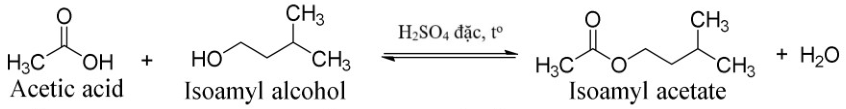 O CH₃ H₂SO₄ đặc, tº O CH₃
H₃C OH + HO CH₃ H₃C O CH₃ + H₂O
Acetic acid Isoamyl alcohol Isoamyl acetate